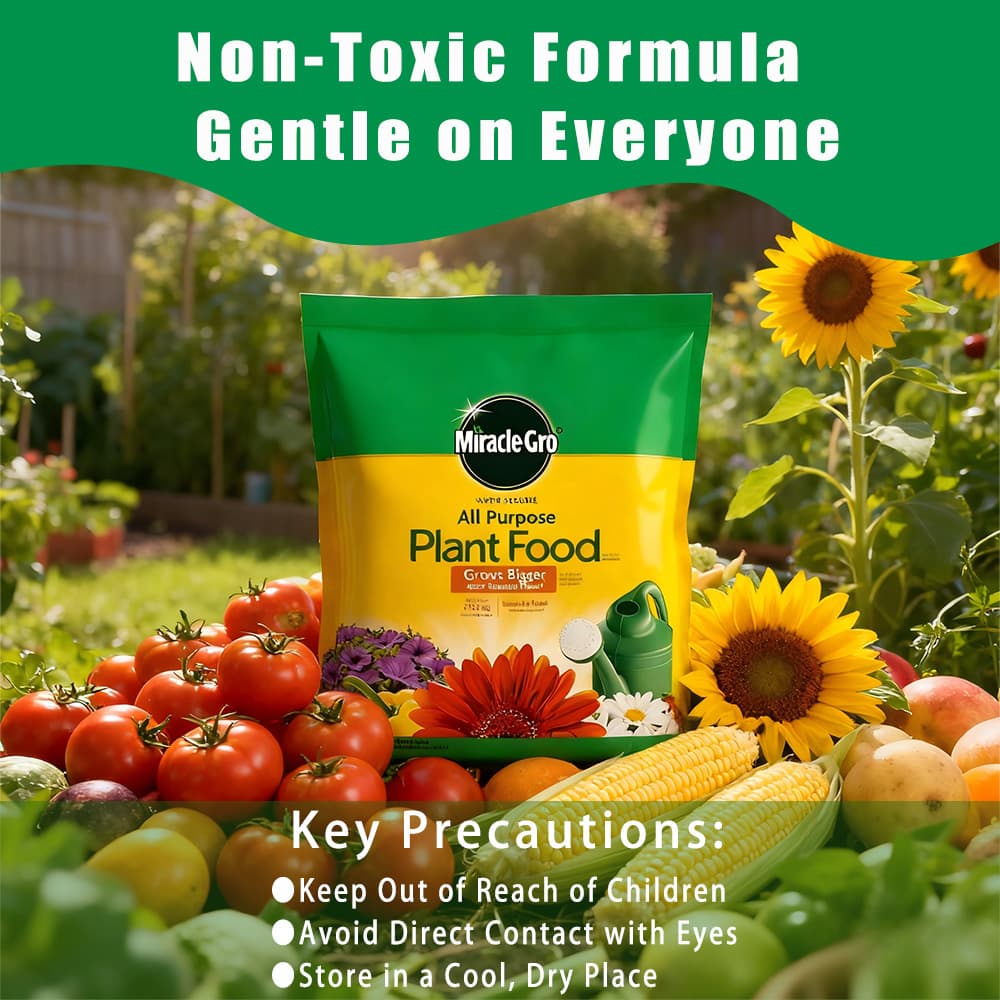 Non-Toxic Formula
Gentle on Everyone
Miracle Gro
All Purpose
Plant Food
Key Precautions:
●Keep Out of Reach of Children
●Avoid Direct Contact with Eyes
●Store in a Cool, Dry Place